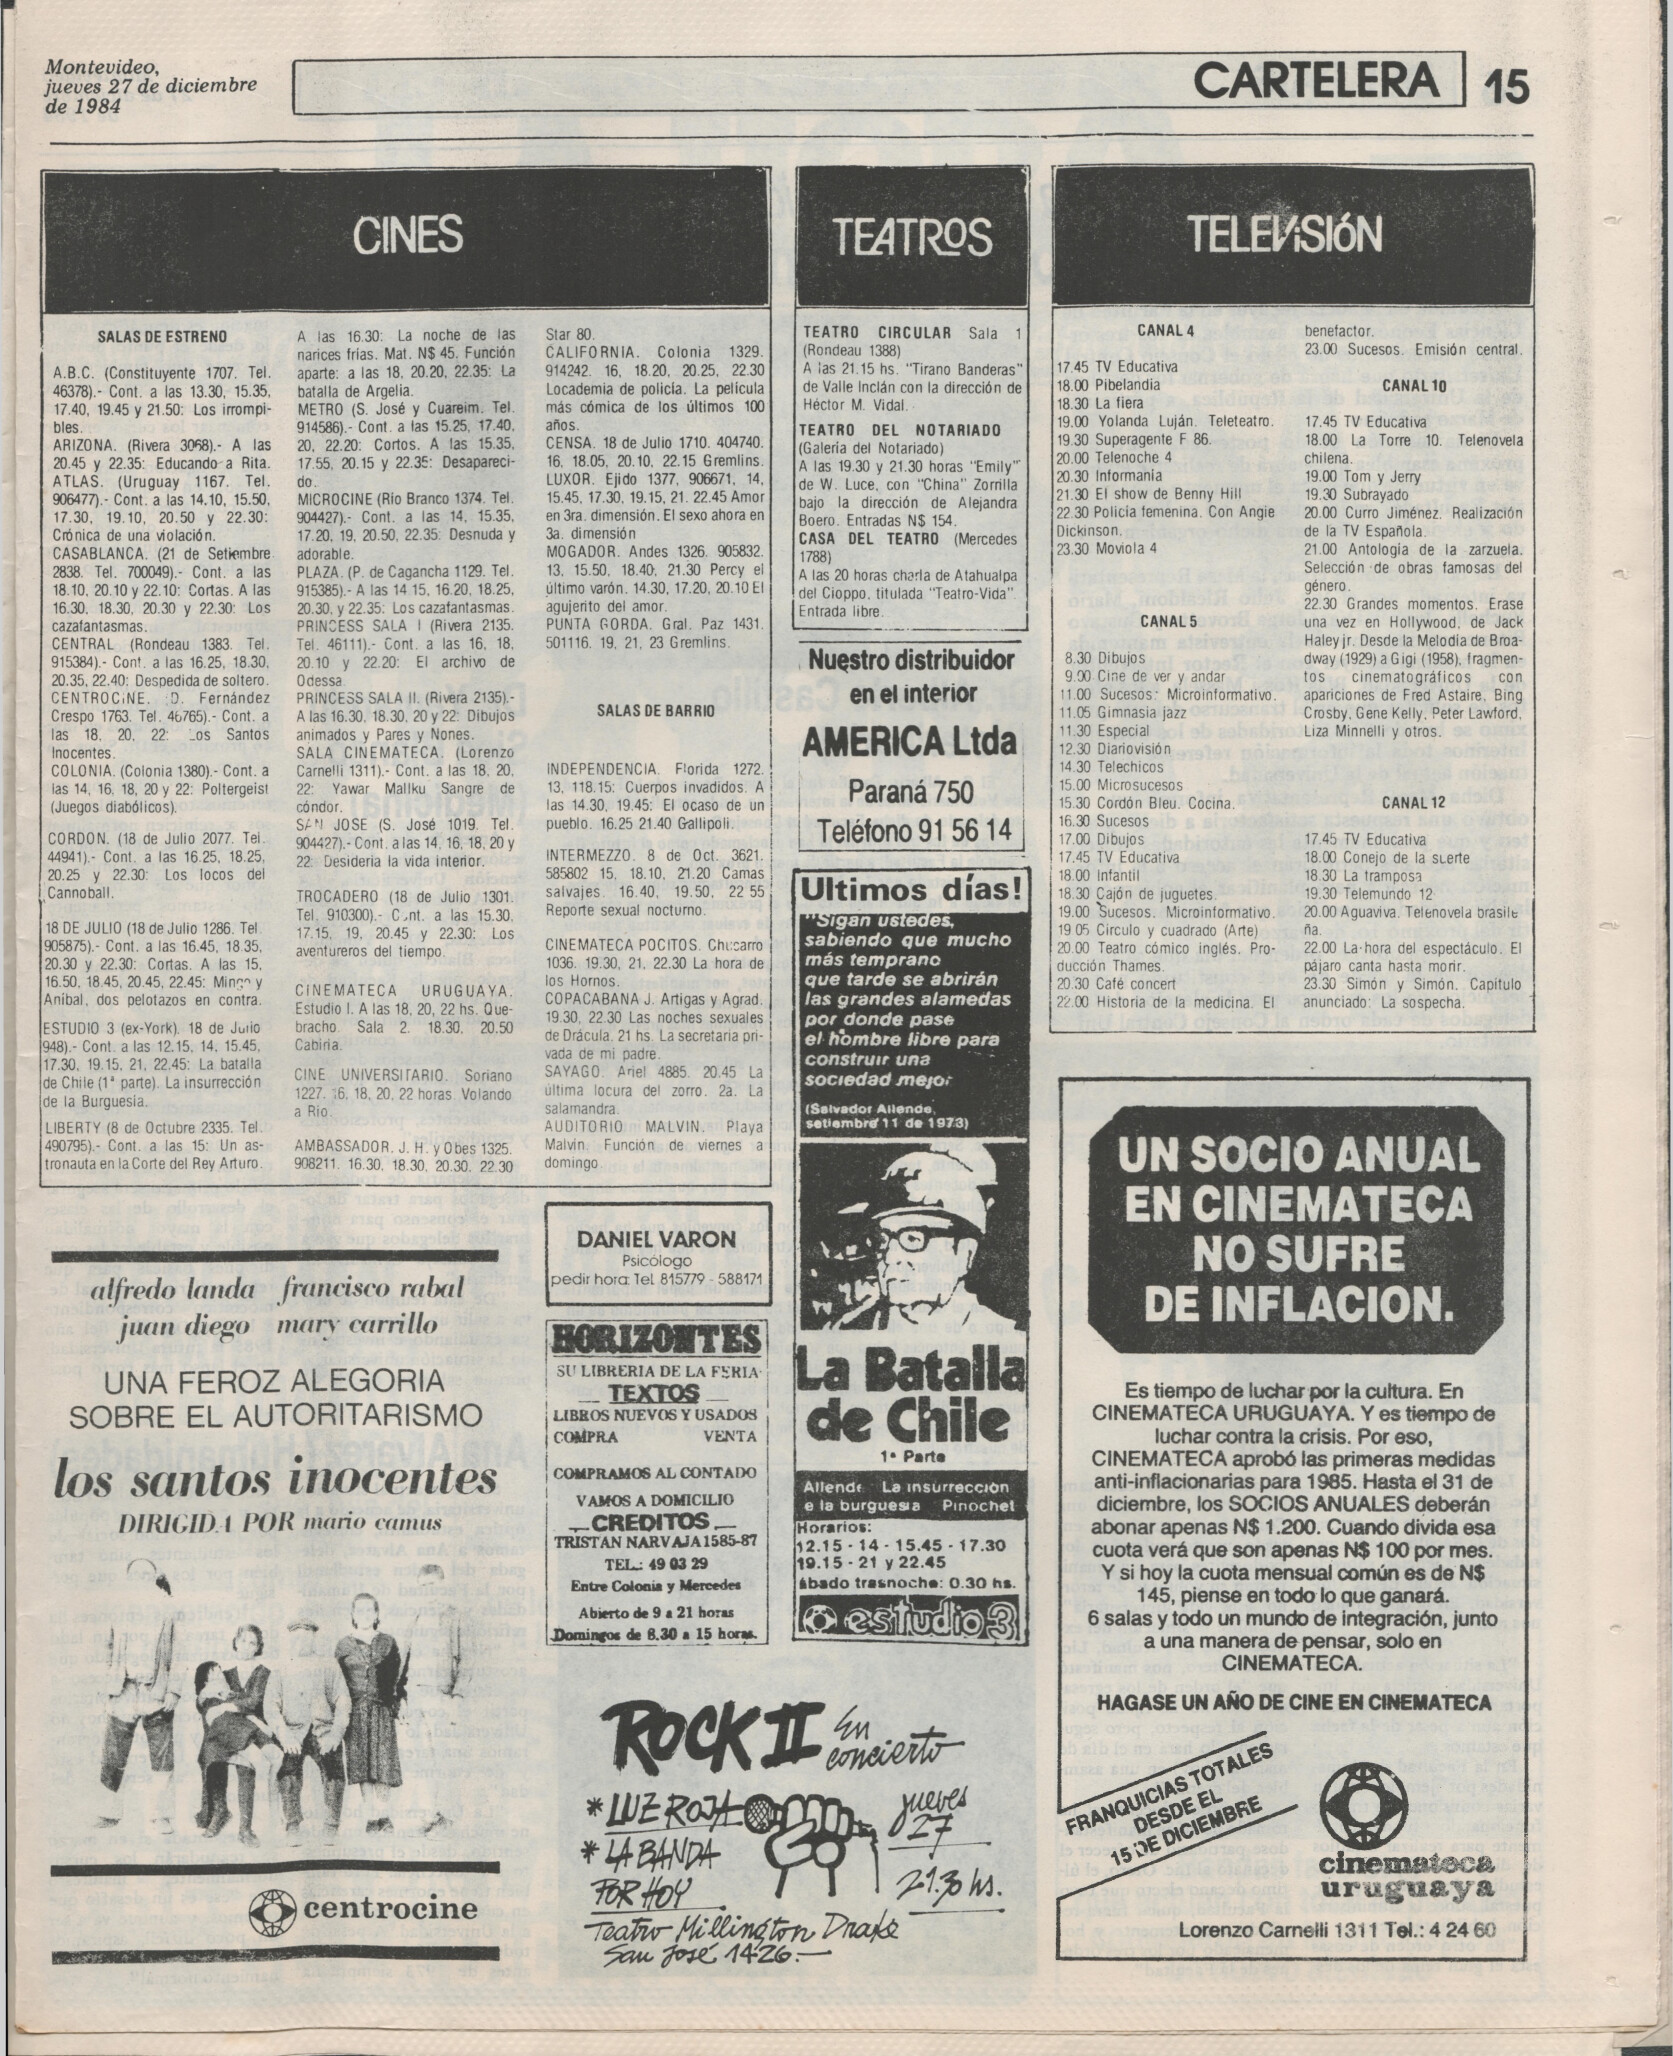 Montevideo,
jueves 27 de diciembre
de 1984
CARTELERA
15
CINES
SALAS DE ESTRENO
A.B.C. (Constituyente 1707. Tel.
46378).- Cont. a las 13.30, 15.35,
17.40, 19.45 y 21.50: Los irrompi-
bles.
ARIZONA. (Rivera 3068).- A las
20.45 y 22.35: Educando a Rita.
ATLAS. (Uruguay 1167. Tel.
906477).- Cont. a las 14.10, 15.50,
17.30, 19.10, 20.50 y 22.30:
Crónica de una violación.
CASABLANCA. (21 de Setiembre
2838. Tel. 700049).- Cont. a las
18.10, 20.10 y 22.10: Cortas. A las
16.30, 18.30, 20.30 y 22.30: Los
cazafantasmas.
CENTRAL (Rondeau 1383. Tel.
915384).- Cont. a las 16.25, 18.30,
20.35, 22.40: Despedida de soltero.
CENTROCINE. D. Fernández
Crespo 1763. Tel. 46765).- Cont. a
las 18, 20, 22: Los Santos
Inocentes.
COLONIA. (Colonia 1380).- Cont. a
las 14, 16, 18, 20 y 22: Poltergeist
(Juegos diabólicos).
CORDON. (18 de Julio 2077. Tel.
44941).- Cont. a las 16.25, 18.25,
20.25 y 22.30: Los locos del
Cannoball.
18 DE JULIO (18 de Julio 1286. Tel.
905875).- Cont. a las 16.45, 18.35,
20.30 y 22.30: Cortas. A las 15,
16.50, 18.45, 20.45, 22.45: Mingo y
Aníbal, dos pelotazos en contra.
ESTUDIO 3 (ex-York). 18 de Julio
948).- Cont. a las 12.15, 14, 15.45,
17.30, 19.15, 21, 22.45: La batalla
de Chile (1ª parte). La insurrección
de la Burguesía.
LIBERTY (8 de Octubre 2335. Tel.
490795).- Cont. a las 15: Un as-
tronauta en la Corte del Rey Arturo.
A las 16.30: La noche de las
narices frías. Mat. N$ 45. Función
aparte: a las 18, 20.20, 22.35: La
batalla de Argelia.
METRO (S. José y Cuareim. Tel.
914586).- Cont. a las 15.25, 17.40,
20, 22.20: Cortos. A las 15.35,
17.55, 20.15 y 22.35: Desapareci-
do.
MICROCINE (Río Branco 1374. Tel.
904427).- Cont. a las 14, 15.35,
17.20, 19, 20.50, 22.35: Desnuda y
adorable.
PLAZA. (P. de Cagancha 1129. Tel.
915385).- A las 14 15, 16.20, 18.25,
20.30, y 22.35: Los cazafantasmas.
PRINCESS SALA I (Rivera 2135.
Tel. 46111).- Cont. a las 16, 18,
20.10 y 22.20: El archivo de
Odessa.
PRINCESS SALA II. (Rivera 2135).-
A las 16.30, 18.30, 20 y 22: Dibujos
animados y Pares y Nones.
SALA CINEMATECA. (Lorenzo
Carnelli 1311).- Cont. a las 18, 20,
22: Yawar Mallku Sangre de
cóndor.
SAN JOSE (S. José 1019. Tel.
904427).- Cont. a las 14, 16, 18, 20 y
22: Desideria la vida interior.
TROCADERO (18 de Julio 1301.
Tel. 910300).- Cont. a las 15.30,
17.15, 19, 20.45 y 22.30: Los
aventureros del tiempo.
CINEMATECA URUGUAYA.
Estudio I. A las 18, 20, 22 hs. Que-
bracho. Sala 2. 18.30, 20.50
Cabiria.
CINE UNIVERSITARIO. Soriano
1227. 16, 18, 20, 22 horas. Volando
a Río.
AMBASSADOR. J. H. y Obes 1325.
908211. 16.30, 18.30, 20.30, 22.30
Star 80.
CALIFORNIA. Colonia 1329.
914242. 16, 18.20, 20.25, 22.30
Locademia de policía. La película
más cómica de los últimos 100
años.
CENSA. 18 de Julio 1710. 404740.
16, 18.05, 20.10, 22.15 Gremlins.
LUXOR. Ejido 1377, 906671, 14,
15.45, 17.30, 19.15, 21. 22.45 Amor
en 3ra. dimensión. El sexo ahora en
3a. dimensión
MOGADOR. Andes 1326. 905832.
13, 15.50, 18.40, 21.30 Percy el
último varón. 14.30, 17.20, 20.10 El
agujerito del amor.
PUNTA GORDA. Gral. Paz 1431.
501116. 19, 21, 23 Gremlins.
SALAS DE BARRIO
INDEPENDENCIA. Florida 1272.
13, 118.15: Cuerpos invadidos. A
las 14.30, 19.45: El ocaso de un
pueblo. 16.25 21.40 Gallipoli.
INTERMEZZO. 8 de Oct. 3621.
585802 15, 18.10, 21.20 Camas
salvajes. 16.40, 19.50, 22 55
Reporte sexual nocturno.
CINEMATECA POCITOS. Chucarro
1036. 19.30, 21, 22.30 La hora de
los Hornos.
COPACABANA J. Artigas y Agrad.
19.30, 22.30 Las noches sexuales
de Drácula. 21 hs. La secretaria pri-
vada de mi padre.
SAYAGO. Ariel 4885. 20.45 La
última locura del zorro. 2a. La
salamandra.
AUDITORIO MALVIN. Playa
Malvín. Función de viernes a
domingo.
TEATROS
TEATRO CIRCULAR Sala 1
(Rondeau 1388)
A las 21.15 hs. "Tirano Banderas"
de Valle Inclán con la dirección de
Héctor M. Vidal.
TEATRO DEL NOTARIADO
(Galería del Notariado)
A las 19.30 y 21.30 horas "Emily"
de W. Luce, con "China" Zorrilla
bajo la dirección de Alejandra
Boero. Entradas N$ 154.
CASA DEL TEATRO (Mercedes
1788)
A las 20 horas charla de Atahualpa
del Cioppo, titulada "Teatro-Vida".
Entrada libre.
Nuestro distribuidor
en el interior
AMERICA Ltda
Paraná 750
Teléfono 91 56 14
Ultimos días!
"Sigan ustedes,
sabiendo que mucho
más temprano
que tarde se abrirán
las grandes alamedas
por donde pase
el hombre libre para
construir una
sociedad mejor
(Salvador Allende,
setiembre 11 de 1973)
La Batalla
de Chile
1ª Parte
Allende La insurrección
e la burguesía Pinochet
Horarios:
12.15 - 14 - 15.45 - 17.30
19.15 - 21 y 22.45
ábado trasnoche: 0.30 hs.
estudio 3
TELEVISIÓN
CANAL 4
17.45 TV Educativa
18.00 Pibelandia
18.30 La fiera
19.00 Yolanda Luján. Teleteatro.
19.30 Superagente F 86.
20.00 Telenoche 4
20.30 Informania
21.30 El show de Benny Hill
22.30 Policía femenina. Con Angie
Dickinson.
23.30 Moviola 4
CANAL 5
8.30 Dibujos
9.00 Cine de ver y andar
11.00 Sucesos. Microinformativo.
11.05 Gimnasia jazz
11.30 Especial
12.30 Diariovisión
14.30 Telechicos
15.00 Microsucesos
15.30 Cordón Bleu. Cocina.
16.30 Sucesos
17.00 Dibujos
17.45 TV Educativa
18.00 Infantil
18.30 Cajón de juguetes.
19.00 Sucesos. Microinformativo.
19 05 Círculo y cuadrado (Arte)
20.00 Teatro cómico inglés. Pro-
ducción Thames.
20.30 Café concert
22.00 Historia de la medicina. El
benefactor.
23.00 Sucesos. Emisión central.
CANAL 10
17.45 TV Educativa
18.00 La Torre 10. Telenovela
chilena.
19.00 Tom y Jerry
19.30 Subrayado
20.00 Curro Jiménez. Realización
de la TV Española.
21.00 Antología de la zarzuela.
Selección de obras famosas del
género.
22.30 Grandes momentos. Erase
una vez en Hollywood, de Jack
Haley jr. Desde la Melodía de Broa-
dway (1929) a Gigi (1958), fragmen-
tos cinematográficos con
apariciones de Fred Astaire, Bing
Crosby, Gene Kelly, Peter Lawford,
Liza Minnelli y otros.
CANAL 12
17.45 TV Educativa
18.00 Conejo de la suerte
18.30 La tramposa
19.30 Telemundo 12
20.00 Aguaviva. Telenovela brasile
ña.
22.00 La hora del espectáculo. El
pájaro canta hasta morir.
23.30 Simón y Simón. Capítulo
anunciado: La sospecha.
alfredo landa francisco rabal
juan diego mary carrillo
UNA FEROZ ALEGORIA
SOBRE EL AUTORITARISMO
los santos inocentes
DIRIGIDA POR mario camus
centrocine
DANIEL VARON
Psicólogo
pedir hora: Tel. 815779 - 588171
HORIZONTES
SU LIBRERIA DE LA FERIA
TEXTOS
LIBROS NUEVOS Y USADOS
COMPRA VENTA
COMPRAMOS AL CONTADO
VAMOS A DOMICILIO
CREDITOS
TRISTAN NARVAJA 1585-87
TEL.: 49 03 29
Entre Colonia y Mercedes
Abierto de 9 a 21 horas
Domingos de 8.30 a 15 horas.
ROCK II En
concierto
* LUZ ROJA
* LA BANDA
POR HOY
jueves
27
21.30 hs.
Teatro Millington Drake
San José 1426.-
UN SOCIO ANUAL
EN CINEMATECA
NO SUFRE
DE INFLACION.
Es tiempo de luchar por la cultura. En
CINEMATECA URUGUAYA. Y es tiempo de
luchar contra la crisis. Por eso,
CINEMATECA aprobó las primeras medidas
anti-inflacionarias para 1985. Hasta el 31 de
diciembre, los SOCIOS ANUALES deberán
abonar apenas N$ 1.200. Cuando divida esa
cuota verá que son apenas N$ 100 por mes.
Y si hoy la cuota mensual común es de N$
145, piense en todo lo que ganará.
6 salas y todo un mundo de integración, junto
a una manera de pensar, solo en
CINEMATECA.
HAGASE UN AÑO DE CINE EN CINEMATECA
FRANQUICIAS TOTALES
DESDE EL
15 DE DICIEMBRE
cinemateca
uruguaya
Lorenzo Carnelli 1311 Tel.: 4 24 60